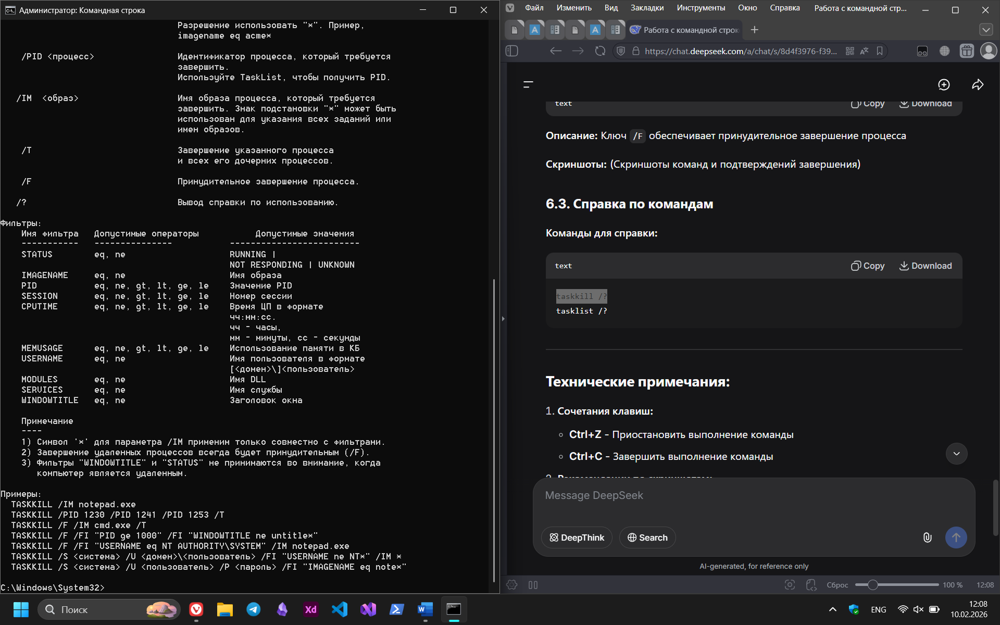 Администратор: Командная строка
Разрешение использовать "*". Пример,
imagename eq acme*
/PID <процесс> Идентификатор процесса, который требуется
завершить.
Используйте TaskList, чтобы получить PID.
/IM <образ> Имя образа процесса, который требуется
завершить. Знак подстановки "*" может быть
использован для указания всех заданий или
имен образов.
/T Завершение указанного процесса
и всех его дочерних процессов.
/F Принудительное завершение процесса.
/? Вывод справки по использованию.
Фильтры:
Имя фильтра Допустимые операторы Допустимые значения
----------- --------------- -------------------------
STATUS eq, ne RUNNING |
NOT RESPONDING | UNKNOWN
IMAGENAME eq, ne Имя образа
PID eq, ne, gt, lt, ge, le Значение PID
SESSION eq, ne, gt, lt, ge, le Номер сессии
CPUTIME eq, ne, gt, lt, ge, le Время ЦП в формате
чч:мм:сс.
чч - часы,
мм - минуты, сс - секунды
MEMUSAGE eq, ne, gt, lt, ge, le Использование памяти в КБ
USERNAME eq, ne Имя пользователя в формате
[<домен>\]<пользователь>
MODULES eq, ne Имя DLL
SERVICES eq, ne Имя службы
WINDOWTITLE eq, ne Заголовок окна
Примечание
----
1) Символ '*' для параметра /IM применим только совместно с фильтрами.
2) Завершение удаленных процессов всегда будет принудительным (/F).
3) Фильтры "WINDOWTITLE" и "STATUS" не принимаются во внимание, когда
компьютер является удаленным.
Примеры:
TASKKILL /IM notepad.exe
TASKKILL /PID 1230 /PID 1241 /PID 1253 /T
TASKKILL /F /IM cmd.exe /T
TASKKILL /F /FI "PID ge 1000" /FI "WINDOWTITLE ne untitle*"
TASKKILL /F /FI "USERNAME eq NT AUTHORITY\SYSTEM" /IM notepad.exe
TASKKILL /S <система> /U <домен>\<пользователь> /FI "USERNAME ne NT*" /IM *
TASKKILL /S <система> /U <пользователь> /P <пароль> /FI "IMAGENAME eq note*"
C:\Windows\System32>
Файл Изменить Вид Закладки Инструменты Окно Справка Работа с командной стр...
Работа с командной строк
https://chat.deepseek.com/a/chat/s/8d4f3976-f39...
text Copy Download
Описание: Ключ /F обеспечивает принудительное завершение процесса
Скриншоты: (Скриншоты команд и подтверждений завершения)
6.3. Справка по командам
Команды для справки:
text Copy Download
taskkill /?
tasklist /?
Технические примечания:
1. Сочетания клавиш:
Ctrl+Z - Приостановить выполнение команды
Ctrl+C - Завершить выполнение команды
Message DeepSeek
DeepThink Search
AI-generated, for reference only
Сброс 100 % 12:08
Поиск
Xd
ENG
12:08
10.02.2026